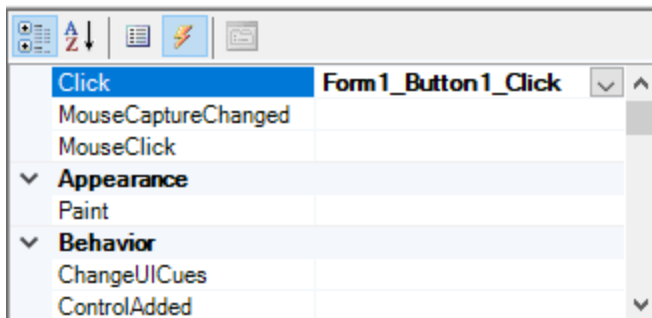 A
Z
Click Form1_Button1_Click
MouseCaptureChanged
MouseClick
Appearance
Paint
Behavior
ChangeUICues
ControlAdded